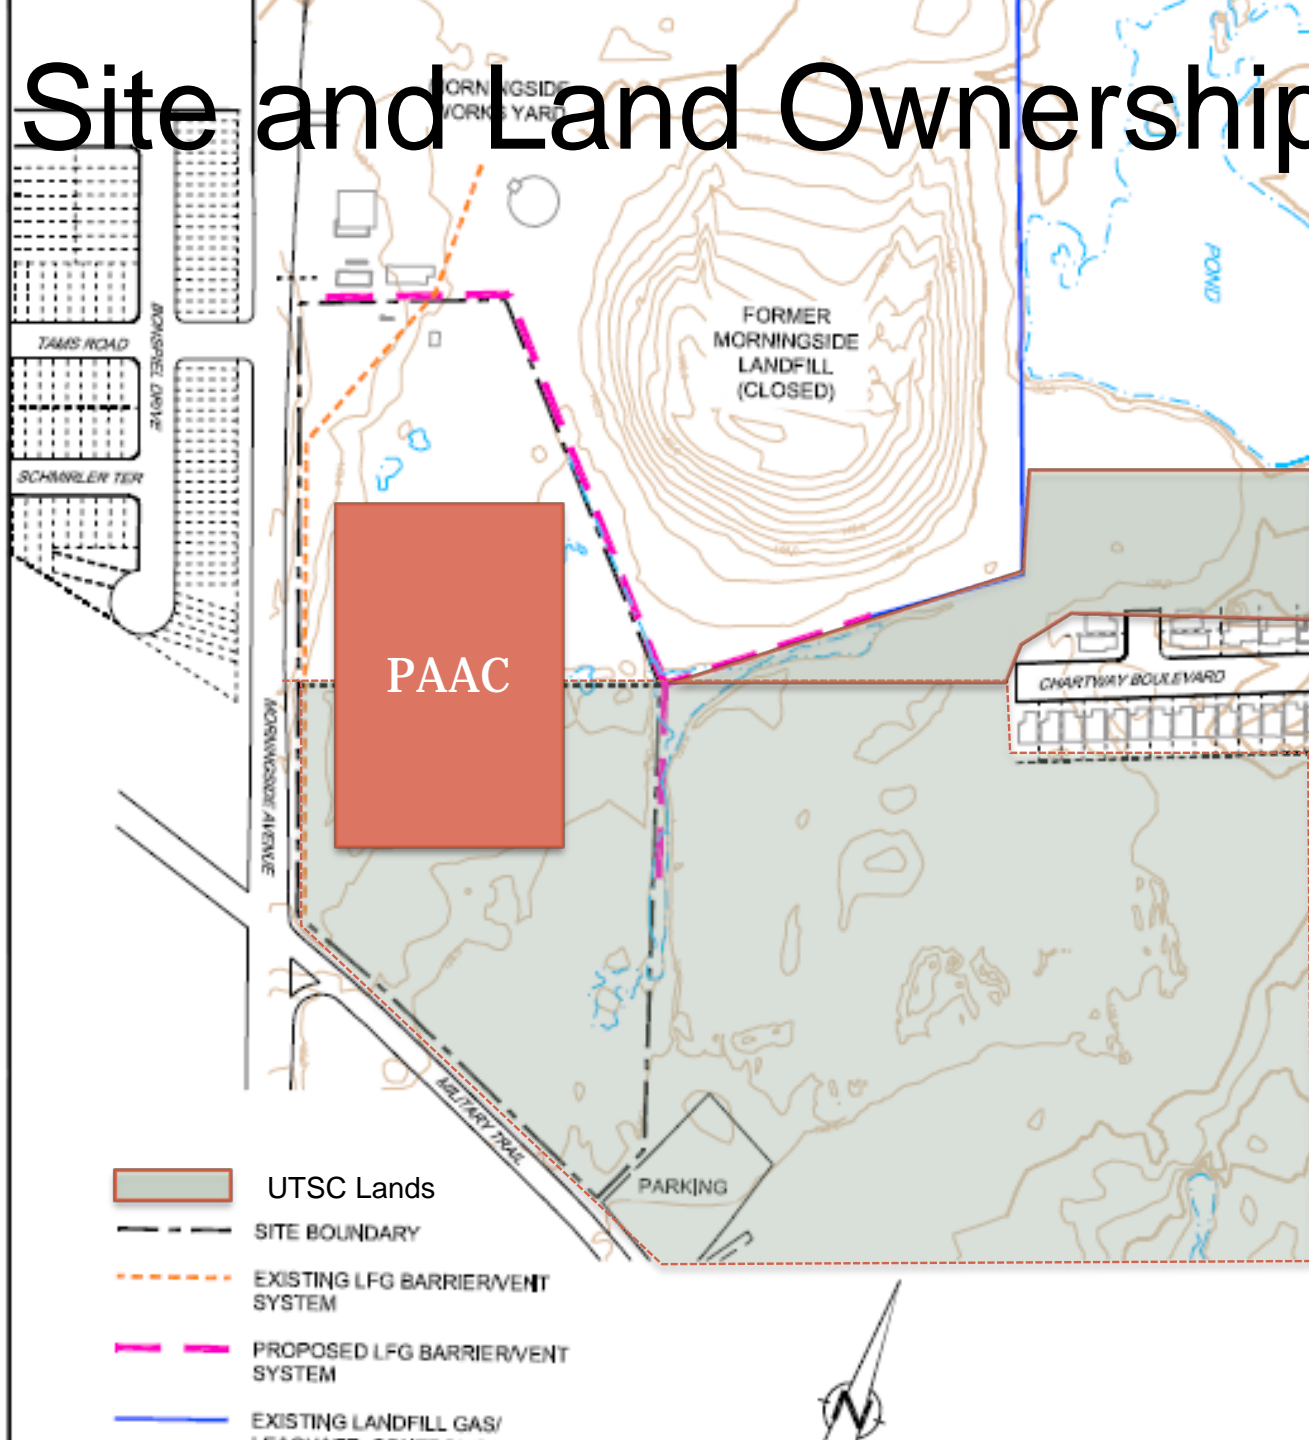 Site and Land Ownership
MORNINGSIDE
WORKS YARD
POND
FORMER
MORNINGSIDE
LANDFILL
(CLOSED)
TAMS ROAD
BONSPIEL DRIVE
SCHMIRLER TER
PAAC
CHARTWAY BOULEVARD
MORNINGSIDE AVENUE
MILITARY TRAIL
PARKING
UTSC Lands
SITE BOUNDARY
EXISTING LFG BARRIER/VENT
SYSTEM
PROPOSED LFG BARRIER/VENT
SYSTEM
EXISTING LANDFILL GAS/
N